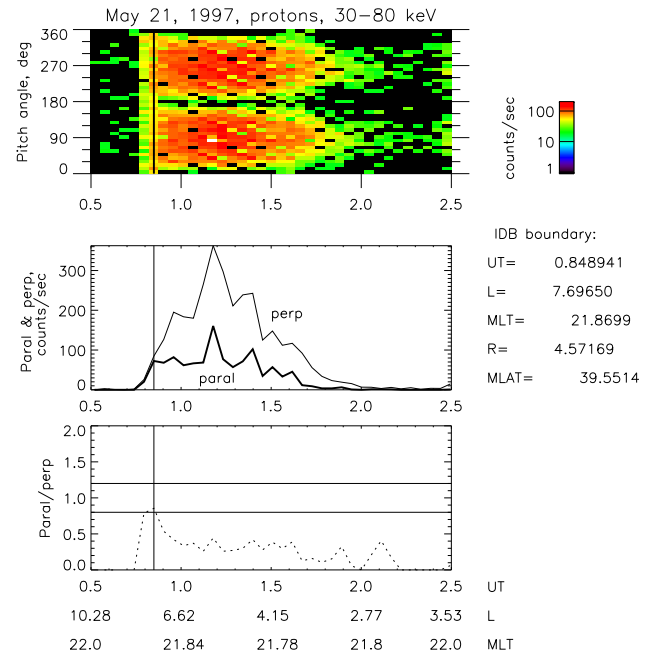 May 21, 1997, protons, 30-80 keV
Pitch angle, deg
360
270
180
90
0
0.5 1.0 1.5 2.0 2.5
counts/sec
100
10
1
Paral & perp,
counts/sec
300
200
100
0
perp
paral
0.5 1.0 1.5 2.0 2.5
IDB boundary:
UT= 0.848941
L= 7.69650
MLT= 21.8699
R= 4.57169
MLAT= 39.5514
Paral/perp
2.0
1.5
1.0
0.5
0.0
0.5 1.0 1.5 2.0 2.5 UT
10.28 6.62 4.15 2.77 3.53 L
22.0 21.84 21.78 21.8 22.0 MLT